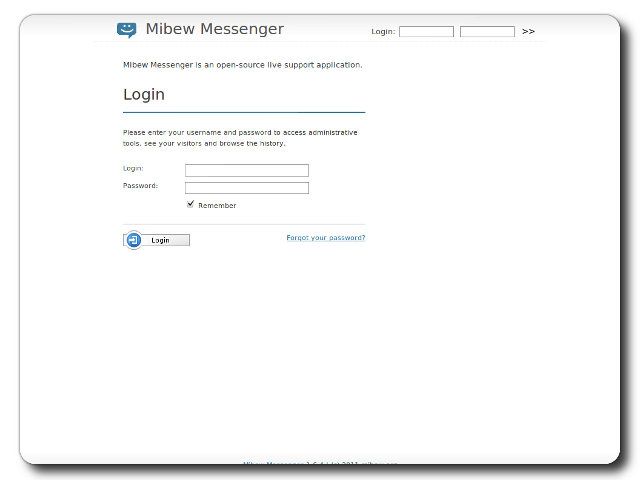 Mibew Messenger
Login: >>
Mibew Messenger is an open-source live support application.
Login
Please enter your username and password to access administrative
tools, see your visitors and browse the history.
Login:
Password:
Remember
Login Forgot your password?